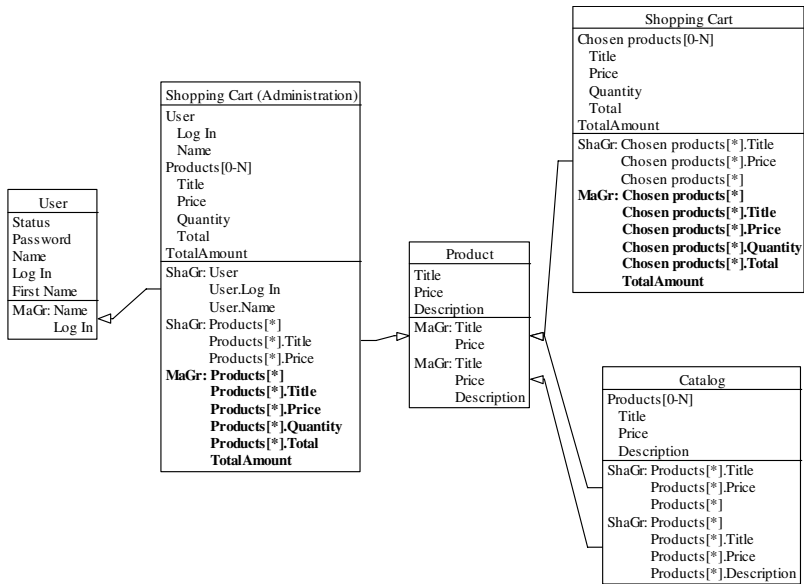 User
Status
Password
Name
Log In
First Name
MaGr: Name
Log In
Shopping Cart (Administration)
User
Log In
Name
Products[0-N]
Title
Price
Quantity
Total
TotalAmount
ShaGr: User
User.Log In
User.Name
ShaGr: Products[*]
Products[*].Title
Products[*].Price
MaGr: Products[*]
Products[*].Title
Products[*].Price
Products[*].Quantity
Products[*].Total
TotalAmount
Product
Title
Price
Description
MaGr: Title
Price
MaGr: Title
Price
Description
Shopping Cart
Chosen products[0-N]
Title
Price
Quantity
Total
TotalAmount
ShaGr: Chosen products[*].Title
Chosen products[*].Price
Chosen products[*]
MaGr: Chosen products[*]
Chosen products[*].Title
Chosen products[*].Price
Chosen products[*].Quantity
Chosen products[*].Total
TotalAmount
Catalog
Products[0-N]
Title
Price
Description
ShaGr: Products[*].Title
Products[*].Price
Products[*]
ShaGr: Products[*]
Products[*].Title
Products[*].Price
Products[*].Description